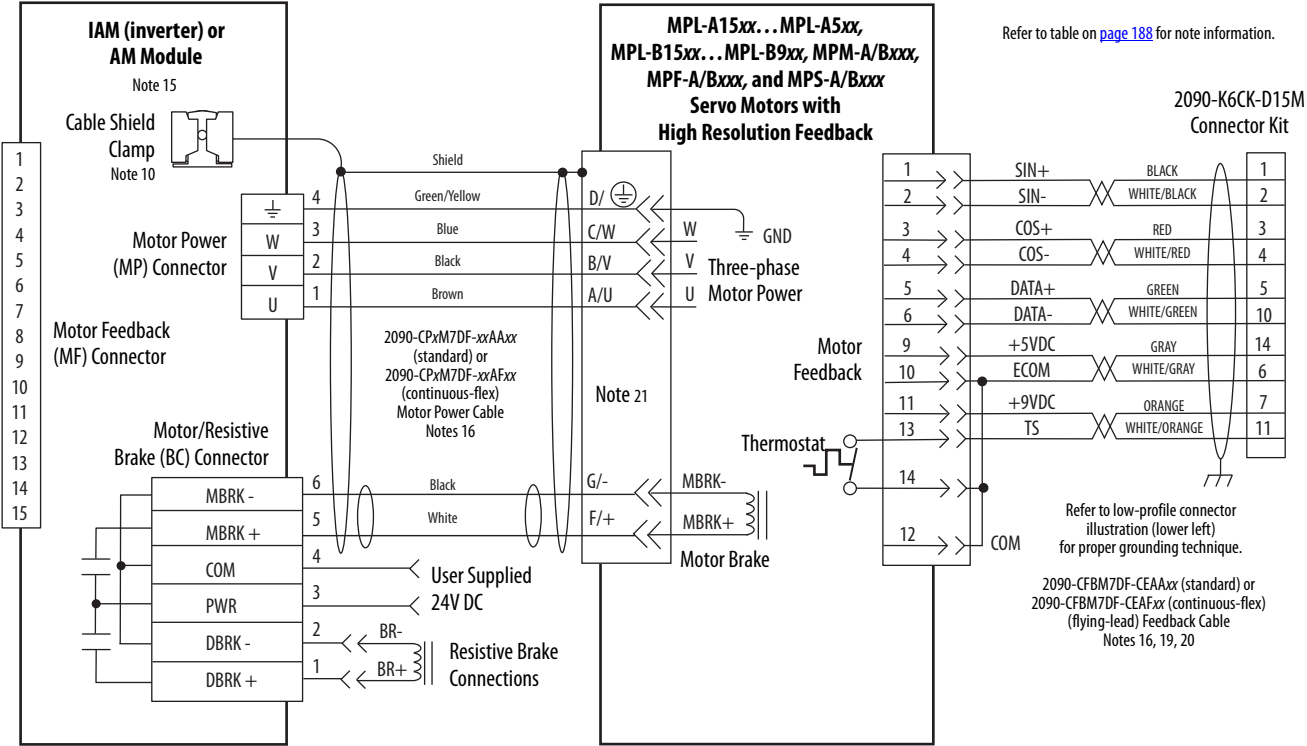 IAM (inverter) or
AM Module
Note 15
Cable Shield
Clamp
Note 10
1
2
3
4
5
6
7
8
9
10
11
12
13
14
15
Motor Feedback
(MF) Connector
Motor Power
(MP) Connector
W
V
U
4
3
2
1
Shield
Green/Yellow
Blue
Black
Brown
2090-CPxM7DF-xxAAxx
(standard) or
2090-CPxM7DF-xxAFxx
(continuous-flex)
Motor Power Cable
Notes 16
Motor/Resistive
Brake (BC) Connector
MBRK -
MBRK +
COM
PWR
DBRK -
DBRK +
6
5
4
3
2
1
Black
White
User Supplied
24V DC
BR-
BR+
Resistive Brake
Connections
MPL-A15xx...MPL-A5xx,
MPL-B15xx...MPL-B9xx, MPM-A/Bxxx,
MPF-A/Bxxx, and MPS-A/Bxxx
Servo Motors with
High Resolution Feedback
D/
C/W
B/V
A/U
W
V
U
GND
Three-phase
Motor Power
Note 21
G/-
F/+
MBRK-
MBRK+
Motor Brake
Motor
Feedback
Thermostat
1
2
3
4
5
6
9
10
11
13
14
12
SIN+
SIN-
COS+
COS-
DATA+
DATA-
+5VDC
ECOM
+9VDC
TS
COM
BLACK
WHITE/BLACK
RED
WHITE/RED
GREEN
WHITE/GREEN
GRAY
WHITE/GRAY
ORANGE
WHITE/ORANGE
Refer to table on page 188 for note information.
2090-K6CK-D15M
Connector Kit
1
2
3
4
5
10
14
6
7
11
Refer to low-profile connector
illustration (lower left)
for proper grounding technique.
2090-CFBM7DF-CEAAxx (standard) or
2090-CFBM7DF-CEAFxx (continuous-flex)
(flying-lead) Feedback Cable
Notes 16, 19, 20